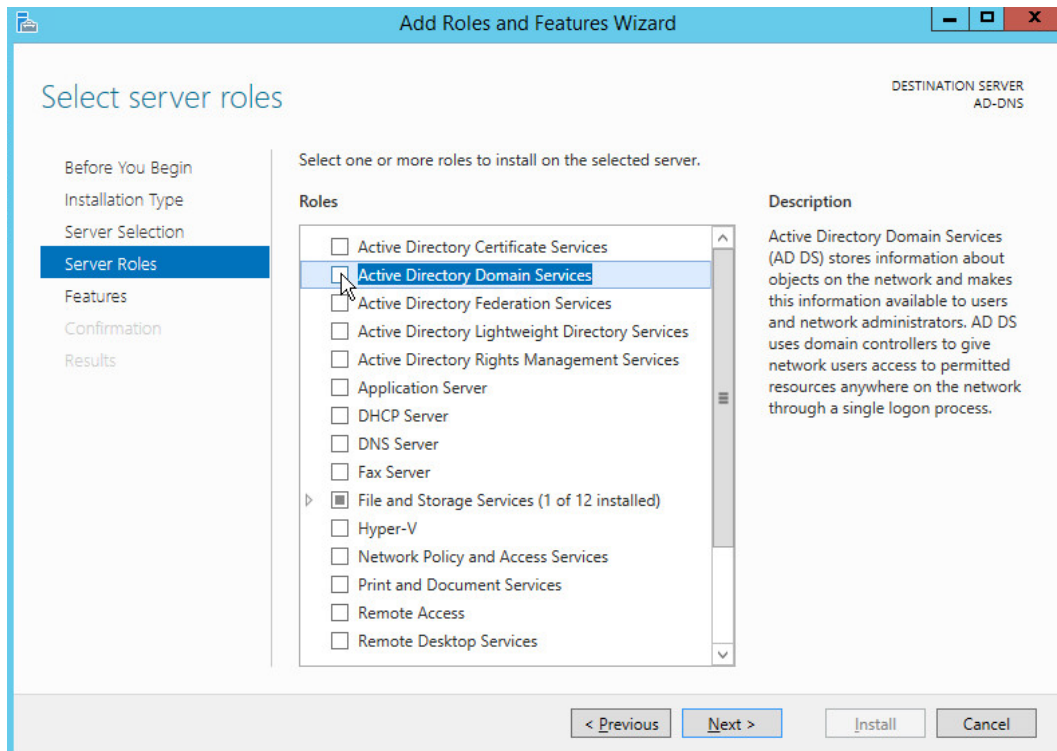 Add Roles and Features Wizard
Select server roles
DESTINATION SERVER
AD-DNS
Before You Begin
Installation Type
Server Selection
Server Roles
Features
Confirmation
Results
Select one or more roles to install on the selected server.
Roles
Active Directory Certificate Services
Active Directory Domain Services
Active Directory Federation Services
Active Directory Lightweight Directory Services
Active Directory Rights Management Services
Application Server
DHCP Server
DNS Server
Fax Server
File and Storage Services (1 of 12 installed)
Hyper-V
Network Policy and Access Services
Print and Document Services
Remote Access
Remote Desktop Services
Description
Active Directory Domain Services
(AD DS) stores information about
objects on the network and makes
this information available to users
and network administrators. AD DS
uses domain controllers to give
network users access to permitted
resources anywhere on the network
through a single logon process.
< Previous
Next >
Install
Cancel